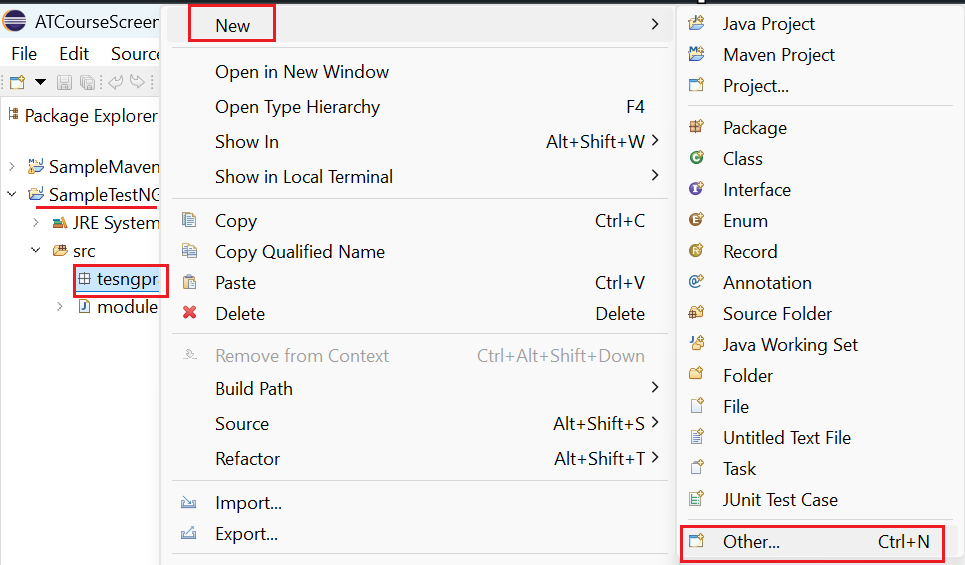 ATCourseScreen
File Edit Source
Package Explorer
SampleMaven
SampleTestNG
JRE System
src
tesngpr
module
New
Open in New Window
Open Type Hierarchy F4
Show In Alt+Shift+W
Show in Local Terminal
Copy Ctrl+C
Copy Qualified Name
Paste Ctrl+V
Delete Delete
Remove from Context Ctrl+Alt+Shift+Down
Build Path
Source Alt+Shift+S
Refactor Alt+Shift+T
Import...
Export...
Java Project
Maven Project
Project...
Package
Class
Interface
Enum
Record
Annotation
Source Folder
Java Working Set
Folder
File
Untitled Text File
Task
JUnit Test Case
Other... Ctrl+N